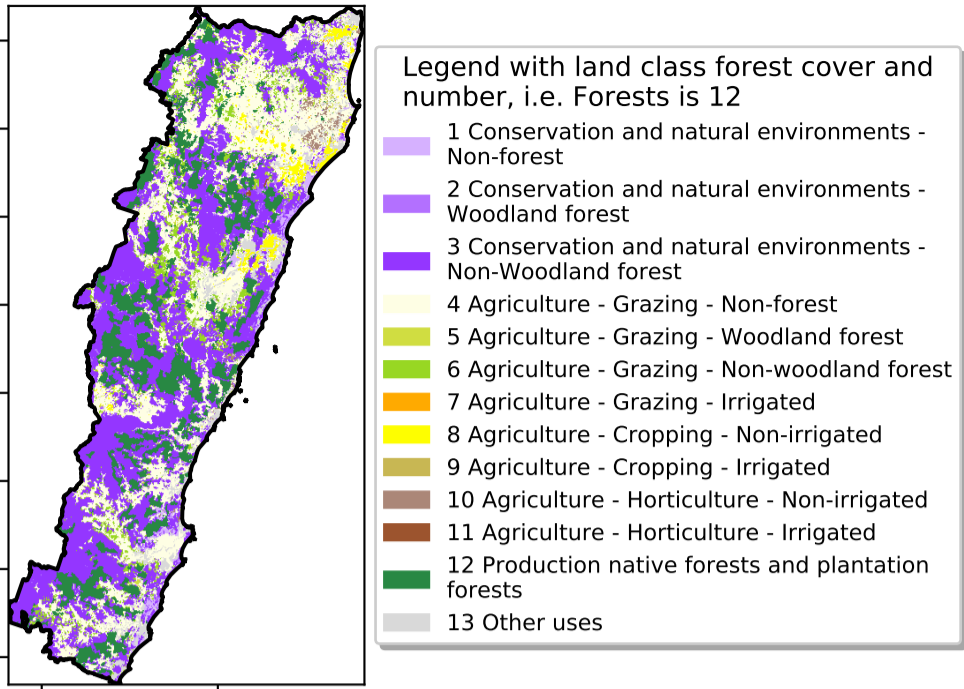 Legend with land class forest cover and
number, i.e. Forests is 12
1 Conservation and natural environments -
Non-forest
2 Conservation and natural environments -
Woodland forest
3 Conservation and natural environments -
Non-Woodland forest
4 Agriculture - Grazing - Non-forest
5 Agriculture - Grazing - Woodland forest
6 Agriculture - Grazing - Non-woodland forest
7 Agriculture - Grazing - Irrigated
8 Agriculture - Cropping - Non-irrigated
9 Agriculture - Cropping - Irrigated
10 Agriculture - Horticulture - Non-irrigated
11 Agriculture - Horticulture - Irrigated
12 Production native forests and plantation
forests
13 Other uses